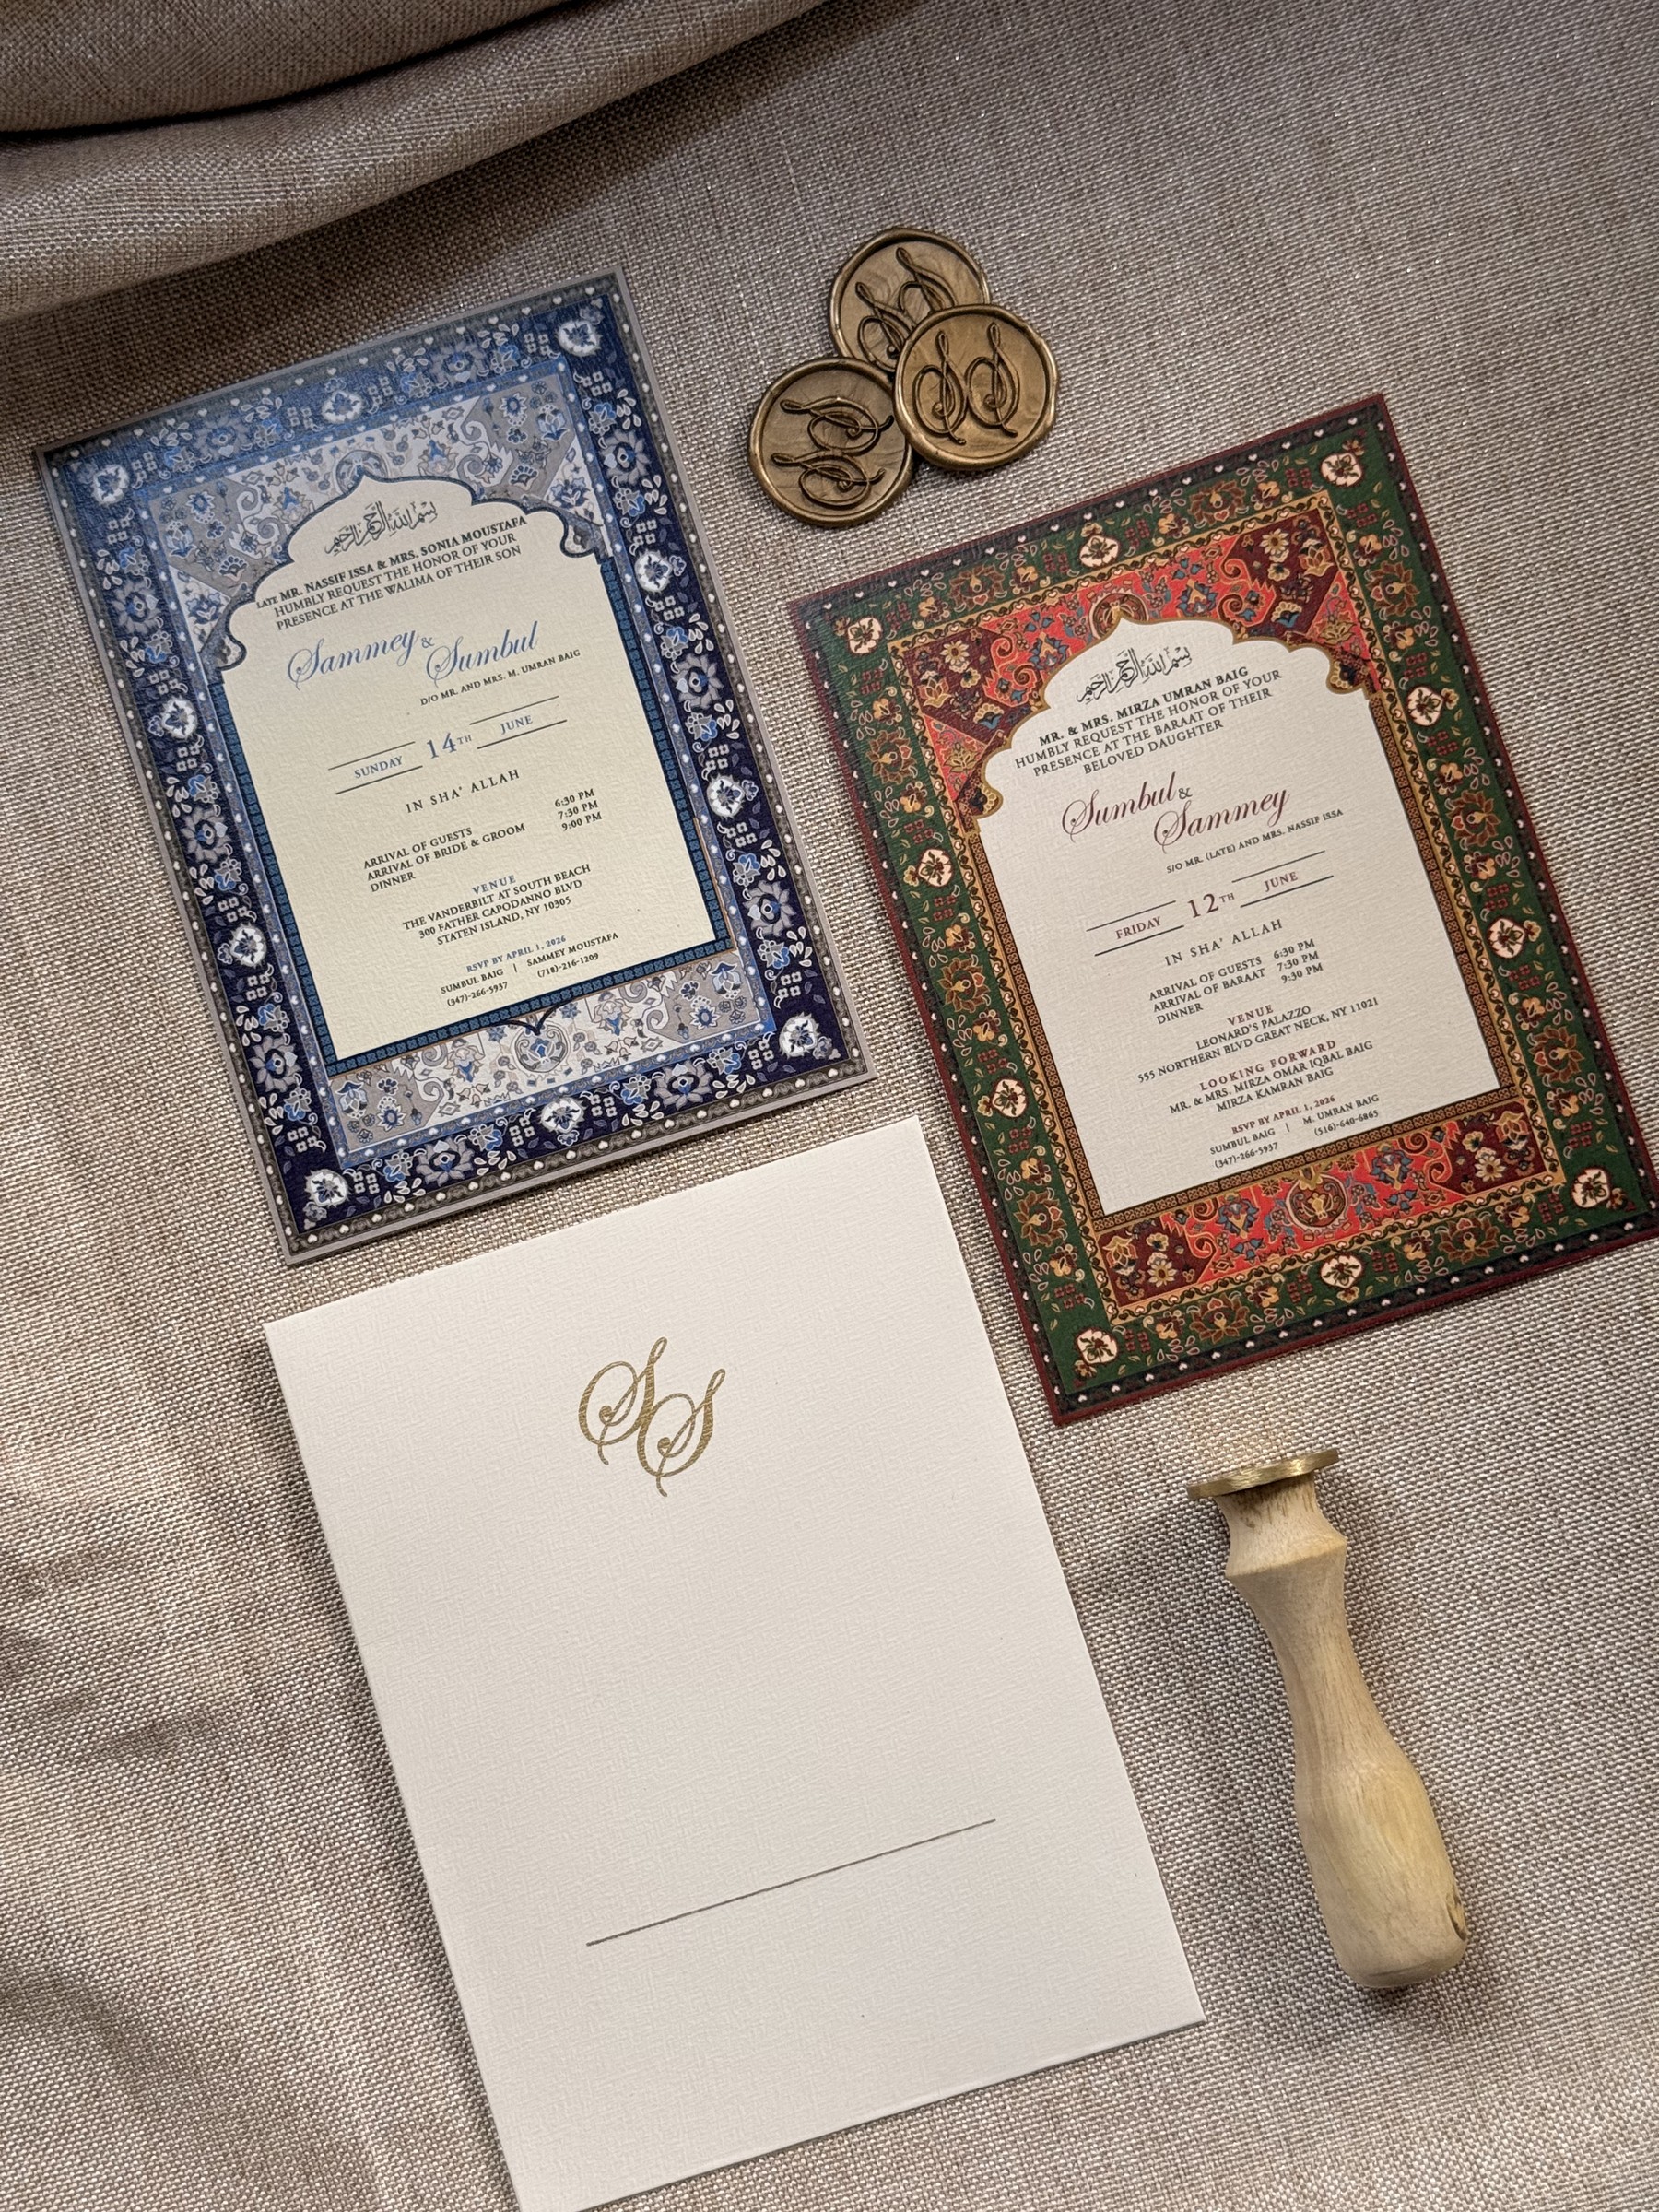 بسم الله الرحمن الرحيم
LATE MR. NASSIF ISSA & MRS. SONIA MOUSTAFA
HUMBLY REQUEST THE HONOR OF YOUR
PRESENCE AT THE WALIMA OF THEIR SON
Sammey &
Sumbul
D/O MR. AND MRS. M. UMRAN BAIG
SUNDAY 14TH JUNE
IN SHA' ALLAH
ARRIVAL OF GUESTS 6:30 PM
ARRIVAL OF BRIDE & GROOM 7:30 PM
DINNER 9:00 PM
VENUE
THE VANDERBILT AT SOUTH BEACH
300 FATHER CAPODANNO BLVD
STATEN ISLAND, NY 10305
RSVP BY APRIL 1, 2026
SUMBUL BAIG | SAMMEY MOUSTAFA
(347)-266-5937 (718)-216-1209
بسم الله الرحمن الرحيم
MR. & MRS. MIRZA UMRAN BAIG
HUMBLY REQUEST THE HONOR OF YOUR
PRESENCE AT THE BARAAT OF THEIR
BELOVED DAUGHTER
Sumbul &
Sammey
S/O MR. (LATE) AND MRS. NASSIF ISSA
FRIDAY 12TH JUNE
IN SHA' ALLAH
ARRIVAL OF GUESTS 6:30 PM
ARRIVAL OF BARAAT 7:30 PM
DINNER 9:30 PM
VENUE
LEONARD'S PALAZZO
555 NORTHERN BLVD GREAT NECK, NY 11021
LOOKING FORWARD
MR. & MRS. MIRZA OMAR IQBAL BAIG
MIRZA KAMRAN BAIG
RSVP BY APRIL 1, 2026
SUMBUL BAIG | M. UMRAN BAIG
(347)-266-5937 (516)-640-6865
SS
SS
SS
SS